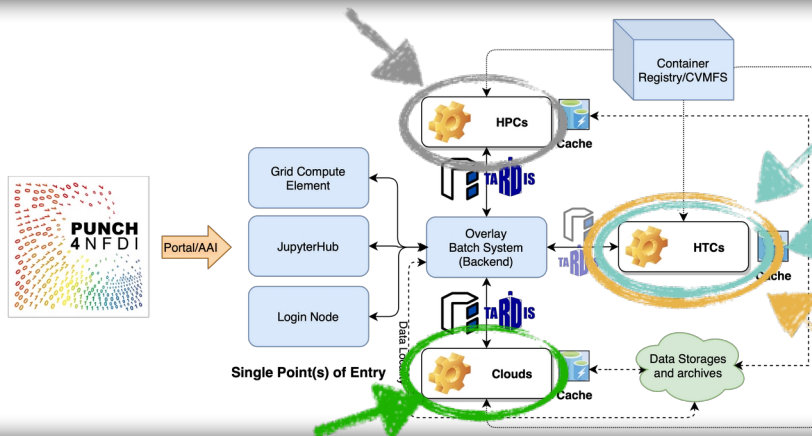 Container
Registry/CVMFS
HPCs
Cache
TARDIS
Grid Compute
Element
PUNCH
4NFDI
Portal/AAI
JupyterHub
Overlay
Batch System
(Backend)
TARDIS
HTCs
Cache
Login Node
TARDIS
Data Locality
Single Point(s) of Entry
Clouds
Cache
Data Storages
and archives